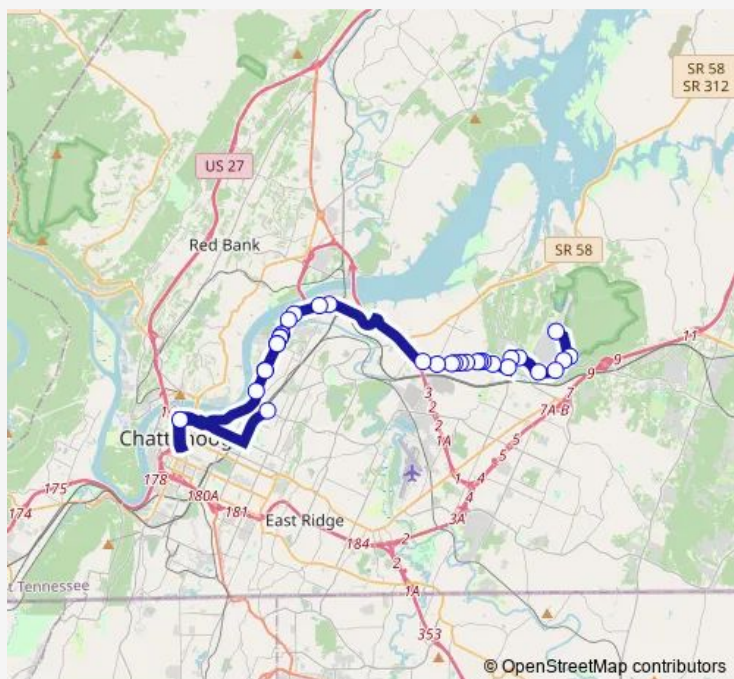 SR 58
SR 312
US 27
Red Bank
SR 58
11
9
9
3
7
2
2
1A
7A-B
5
5
178
175
174
180A
181
1
4
4
3A
East Ridge
184
2
2
1A
Tennessee
353
© OpenStreetMap contributors